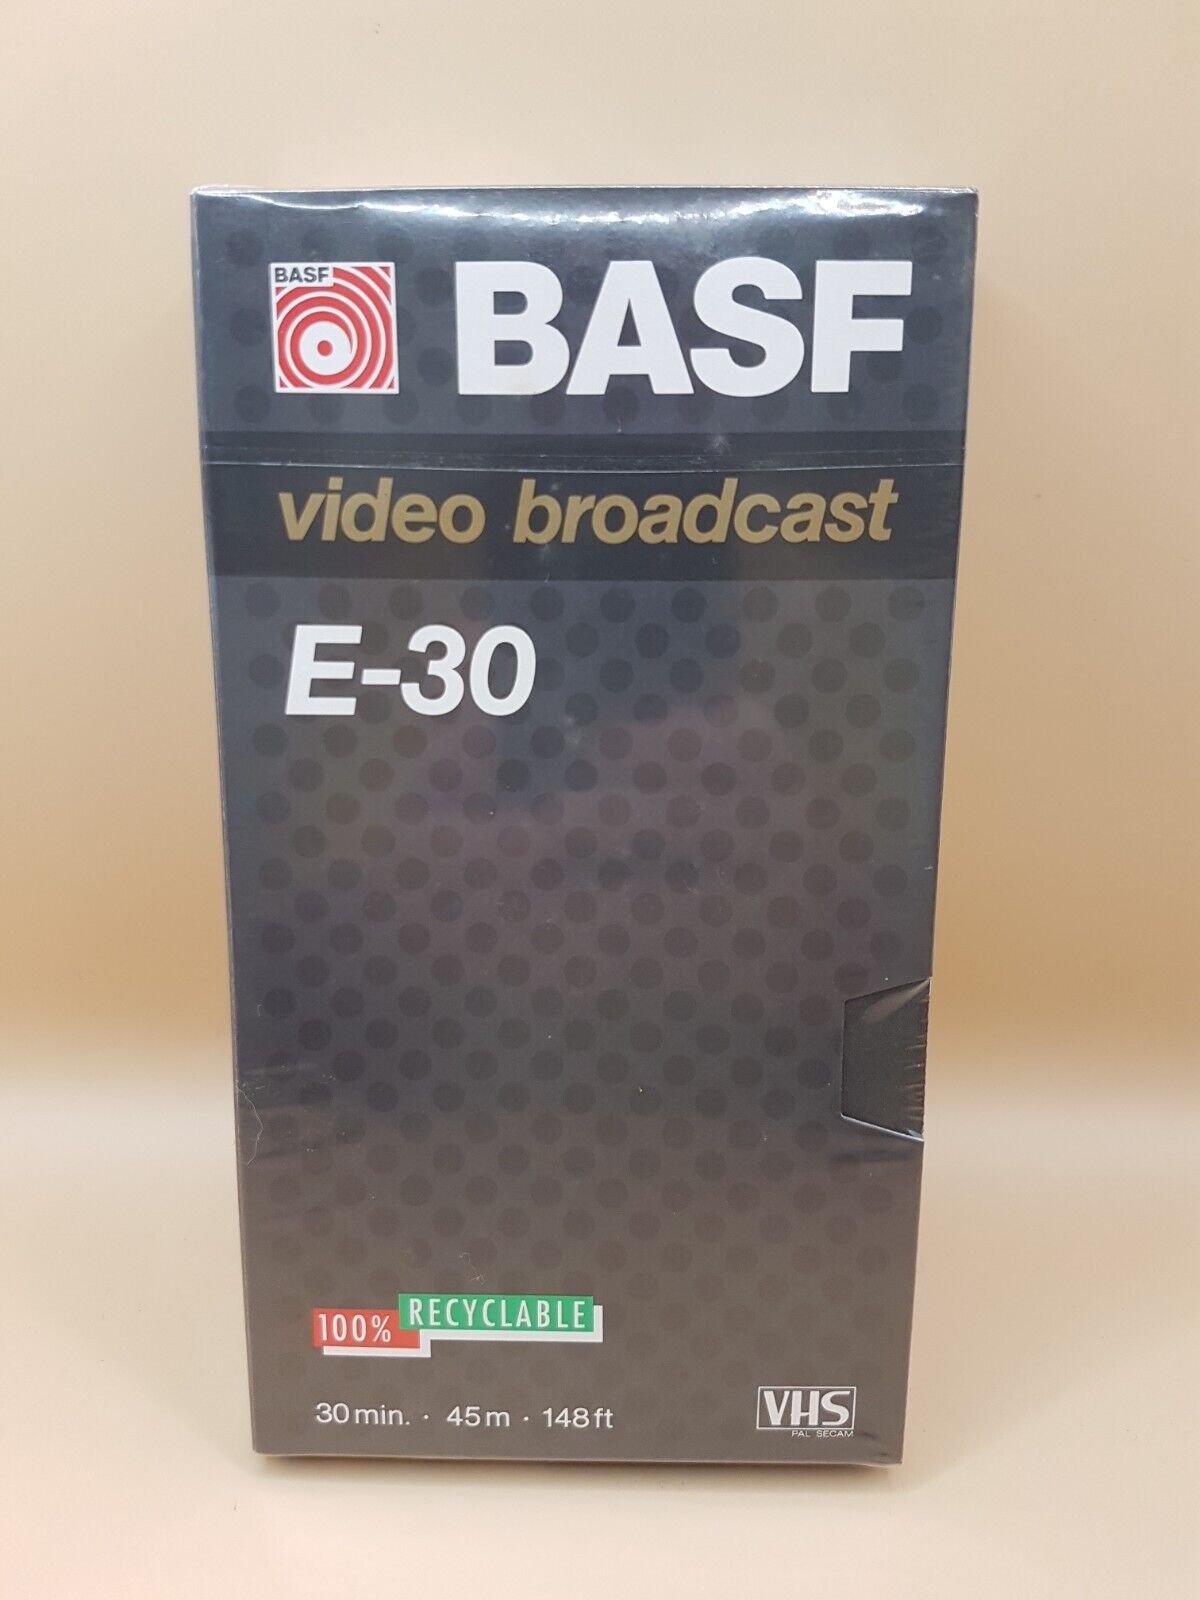 BASF
BASF
video broadcast
E-30
100% RECYCLABLE
30 min. · 45 m · 148 ft
VHS
PAL SECAM